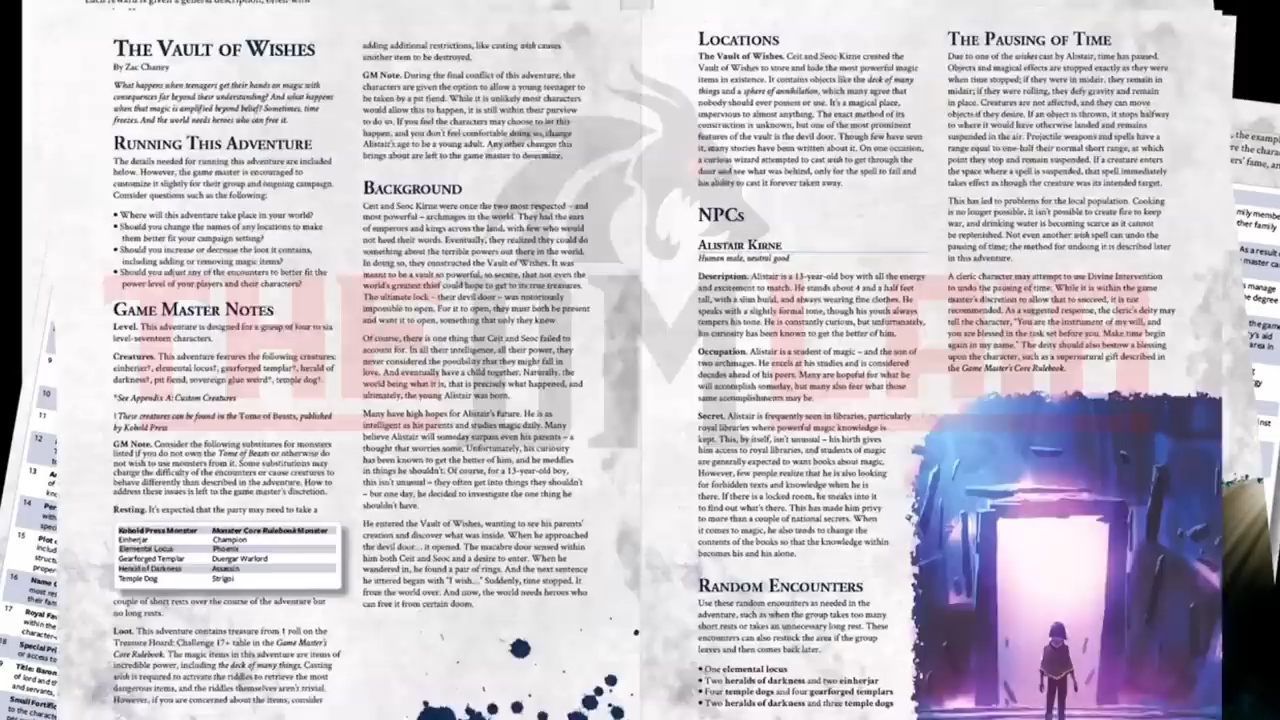 THE VAULT OF WISHES
By Zac Chaney
What happens when teenagers get their hands on magic with
consequences far beyond their understanding? And what happens
when that magic is amplified beyond belief? Sometimes, time
freezes. And the world needs heroes who can free it.
RUNNING THIS ADVENTURE
The details needed for running this adventure are included
below. However, the game master is encouraged to
customize it slightly for their group and ongoing campaign.
Consider questions such as the following:
• Where will this adventure take place in your world?
• Should you change the names of any locations to make
them better fit your campaign setting?
• Should you increase or decrease the loot it contains,
including adding or removing magic items?
• Should you adjust any of the encounters to better fit the
power level of your players and their characters?
GAME MASTER NOTES
Level. This adventure is designed for a group of four to six
level-seventeen characters.
Creatures. This adventure features the following creatures:
einherjar†, elemental locus†, gearforged templar†, herald of
darkness†, pit fiend, sovereign glue weird*, temple dog†.
*See Appendix A: Custom Creatures
†These creatures can be found in the Tome of Beasts, published
by Kobold Press
GM Note. Consider the following substitutes for monsters
listed if you do not own the Tome of Beasts or otherwise do
not wish to use monsters from it. Some substitutions may
change the difficulty of the encounters or cause creatures to
behave differently than described in the adventure. How to
address these issues is left to the game master's discretion.
Resting. It's expected that the party may need to take a
Kobold Press Monster Monster Core Rulebook Monster
Einherjar Champion
Elemental Locus Phoenix
Gearforged Templar Duergar Warlord
Herald of Darkness Assassin
Temple Dog Strigoi
couple of short rests over the course of the adventure but
no long rests.
Loot. This adventure contains treasure from 1 roll on the
Treasure Hoard: Challenge 17+ table in the Game Master's
Core Rulebook. The magic items in this adventure are items of
incredible power, including the deck of many things. Casting
wish is required to activate the riddles to retrieve the most
dangerous items, and the riddles themselves aren't trivial.
However, if you are concerned about the items, consider
adding additional restrictions, like casting wish causes
another item to be destroyed.
GM Note. During the final conflict of this adventure, the
characters are given the option to allow a young teenager to
be taken by a pit fiend. While it is unlikely most characters
would allow this to happen, it is still within their purview
to do so. If you feel the characters may choose to let this
happen, and you don't feel comfortable doing so, change
Alistair's age to be a young adult. Any other changes this
brings about are left to the game master to determine.
BACKGROUND
Ceit and Seoc Kirne were once the two most respected – and
most powerful – archmages in the world. They had the ears
of emperors and kings across the land, with few who would
not heed their words. Eventually, they realized they could do
something about the terrible powers out there in the world.
In doing so, they constructed the Vault of Wishes. It was
meant to be a vault so powerful, so secure, that not even the
world's greatest thief could hope to get to its true treasures.
The ultimate lock – their devil door – was notoriously
impossible to open. For it to open, they must both be present
and want it open, something that only they knew
Of course, there is one thing that Ceit and Seoc failed to
account for. In all their intelligence, all their power, they
never considered the possibility that they might fall in
love. And eventually have a child together. Naturally, the
world being what it is, that is precisely what happened, and
ultimately, the young Alistair was born.
Many have high hopes for Alistair's future. He is as
intelligent as his parents and studies magic daily. Many
believe Alistair will someday surpass even his parents – a
thought that worries some. Unfortunately, his curiosity
has been known to get the better of him, and he meddles
in things he shouldn't. Of course, for a 13-year-old boy,
this isn't unusual – they often get into things they shouldn't
– but one day, he decided to investigate the one thing he
shouldn't have.
He entered the Vault of Wishes, wanting to see his parents'
creation and discover what was inside. When he approached
the devil door... it opened. The macabre door sensed within
him both Ceit and Seoc and a desire to enter. When he
wandered in, he found a pair of rings. And the next sentence
he uttered began with "I wish..." Suddenly, time stopped. It
from the world over. And now, the world needs heroes who
can free it from certain doom.
LOCATIONS
The Vault of Wishes. Ceit and Seoc Kirne created the
Vault of Wishes to store and hide the most powerful magic
items in existence. It contains objects like the deck of many
things and a sphere of annihilation, which many agree that
nobody should ever possess or use. It's a magical place,
impervious to almost anything. The exact method of its
construction is unknown, but one of the most prominent
features of the vault is the devil door. Though few have seen
it, many stories have been written about it. On one occasion,
a curious wizard attempted to cast wish to get through the
door and see what was behind, only for the spell to fail and
his ability to cast it forever taken away.
NPCS
ALISTAIR KIRNE
Human male, neutral good
Description. Alistair is a 13-year-old boy with all the energy
and excitement to match. He stands about 4 and a half feet
tall, with a slim build, and always wearing fine clothes. He
speaks with a slightly formal tone, though his youth always
tempers his tone. He is constantly curious, but unfortunately,
his curiosity has been known to get the better of him.
Occupation. Alistair is a student of magic – and the son of
two archmages. He excels at his studies and is considered
decades ahead of his peers. Many are hopeful for what he
will accomplish someday, but many also fear what those
same accomplishments may be.
Secret. Alistair is frequently seen in libraries, particularly
royal libraries where powerful magic knowledge is
kept. This, by itself, isn't unusual – his birth gives
him access to royal libraries, and students of magic
are generally expected to want books about magic.
However, few people realize that he is also looking
for forbidden texts and knowledge when he is
there. If there is a locked room, he sneaks into it
to find out what's there. This has made him privy
to more than a couple of national secrets. When
it comes to magic, he also tends to change the
contents of the books so that the knowledge within
becomes his and his alone.
RANDOM ENCOUNTERS
Use these random encounters as needed in the
adventure, such as when the group takes too many
short rests or takes an unnecessary long rest. These
encounters can also restock the area if the group
leaves and then comes back later.
• One elemental locus
• Two heralds of darkness and two einherjar
• Four temple dogs and four gearforged templars
• Two heralds of darkness and three temple dogs
THE PAUSING OF TIME
Due to one of the wishes cast by Alistair, time has paused.
Objects and magical effects are stopped exactly as they were
when time stopped; if they were in midair, they remain in
midair; if they were rolling, they defy gravity and remain
in place. Creatures are not affected, and they can move
objects if they desire. If an object is thrown, it stops halfway
to where it would have otherwise landed and remains
suspended in the air. Projectile weapons and spells have a
range equal to one-half their normal short range, at which
point they stop and remain suspended. If a creature enters
the space where a spell is suspended, that spell immediately
takes effect as though the creature was its intended target.
This has led to problems for the local population. Cooking
is no longer possible, it isn't possible to create fire to keep
war, and drinking water is becoming scarce as it cannot
be replenished. Not even another wish spell can undo the
pausing of time; the method for undoing it is described later
in this adventure.
A cleric character may attempt to use Divine Intervention
to undo the pausing of time. While it is within the game
master's discretion to allow that to succeed, it is not
recommended. As a suggested response, the cleric's deity may
tell the character, "You are the instrument of my will, and
you are blessed in the task set before you. Make time begin
again in my name." The deity should also bestow a blessing
upon the character, such as a supernatural gift described in
the Game Master's Core Rulebook.